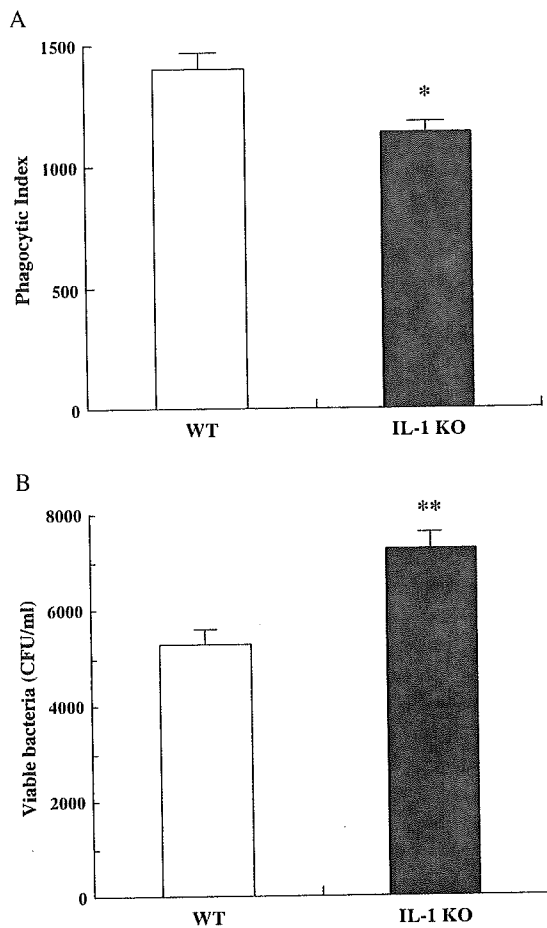 A
1500
1000
500
0
Phagocytic Index
*
WT
IL-1 KO
B
8000
6000
4000
2000
0
Viable bacteria (CFU/ml)
**
WT
IL-1 KO